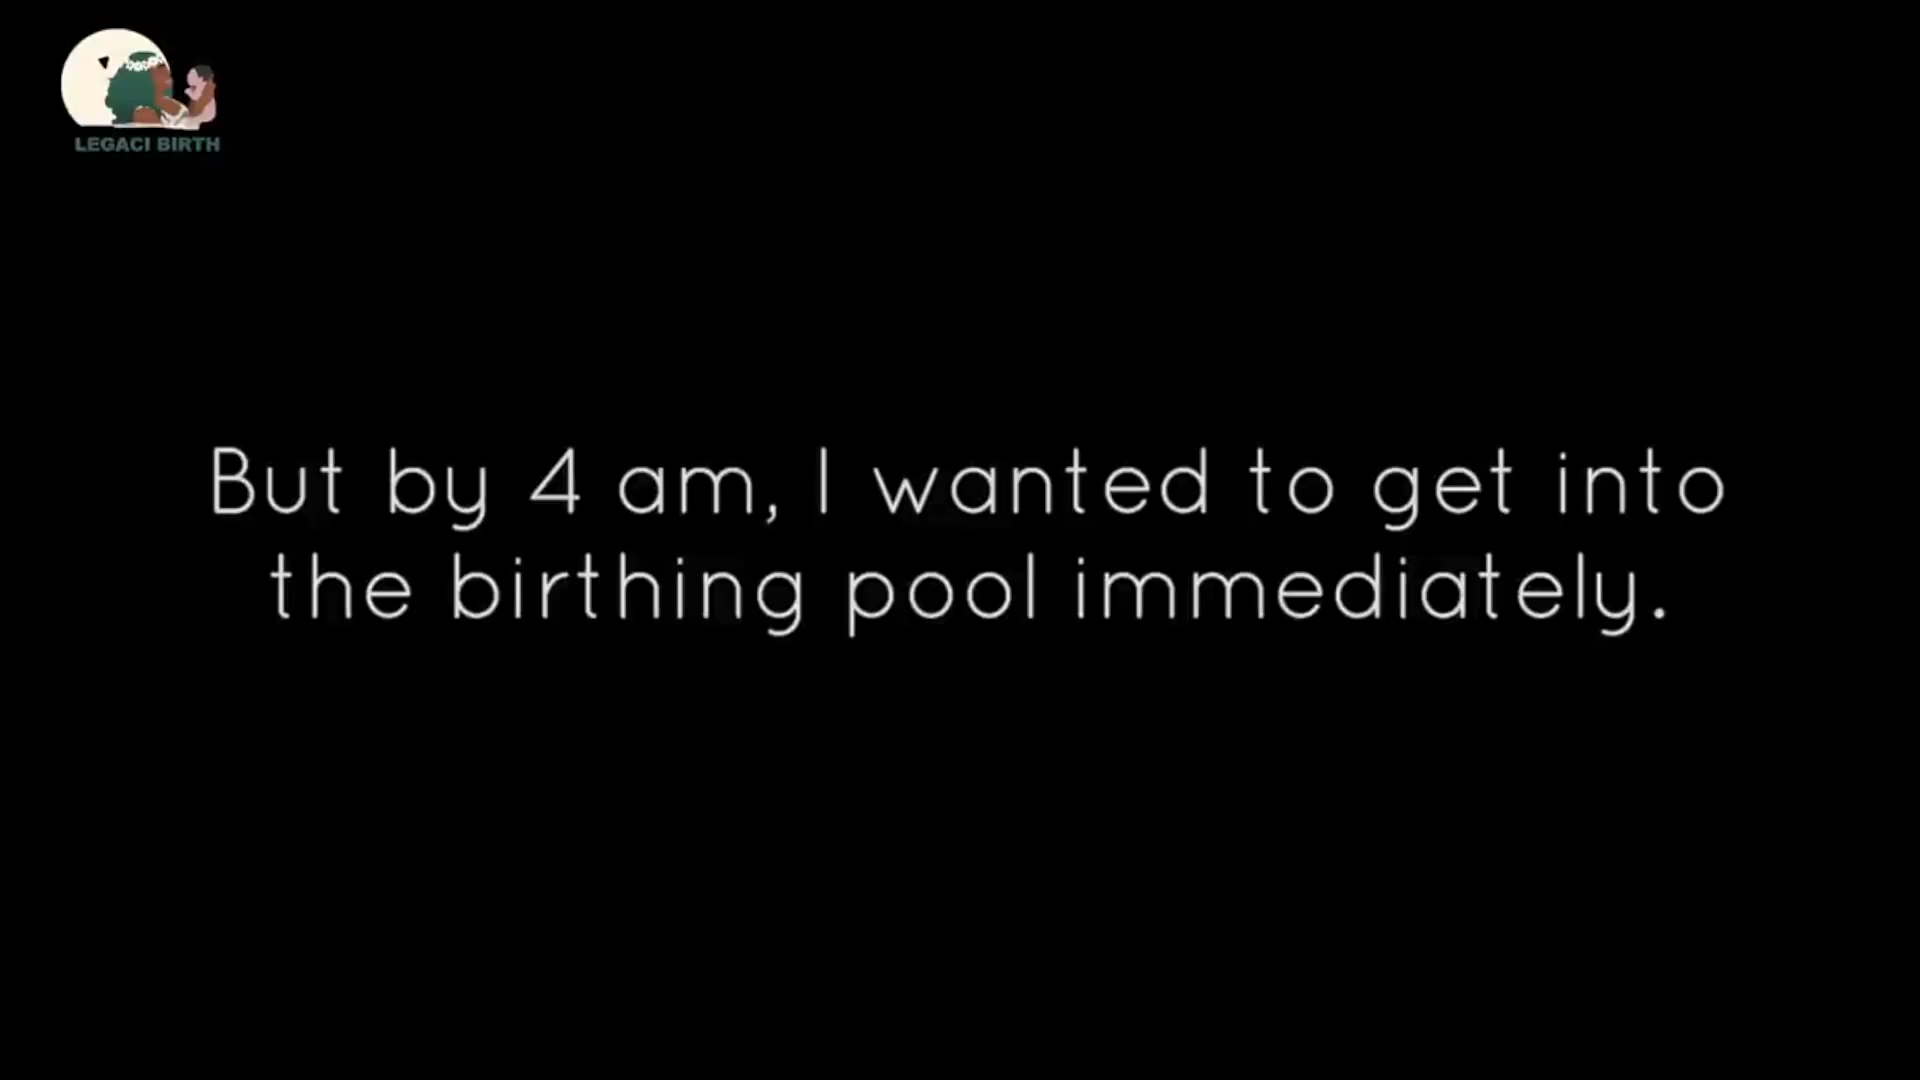 LEGACI BIRTH
But by 4 am, I wanted to get into
the birthing pool immediately.